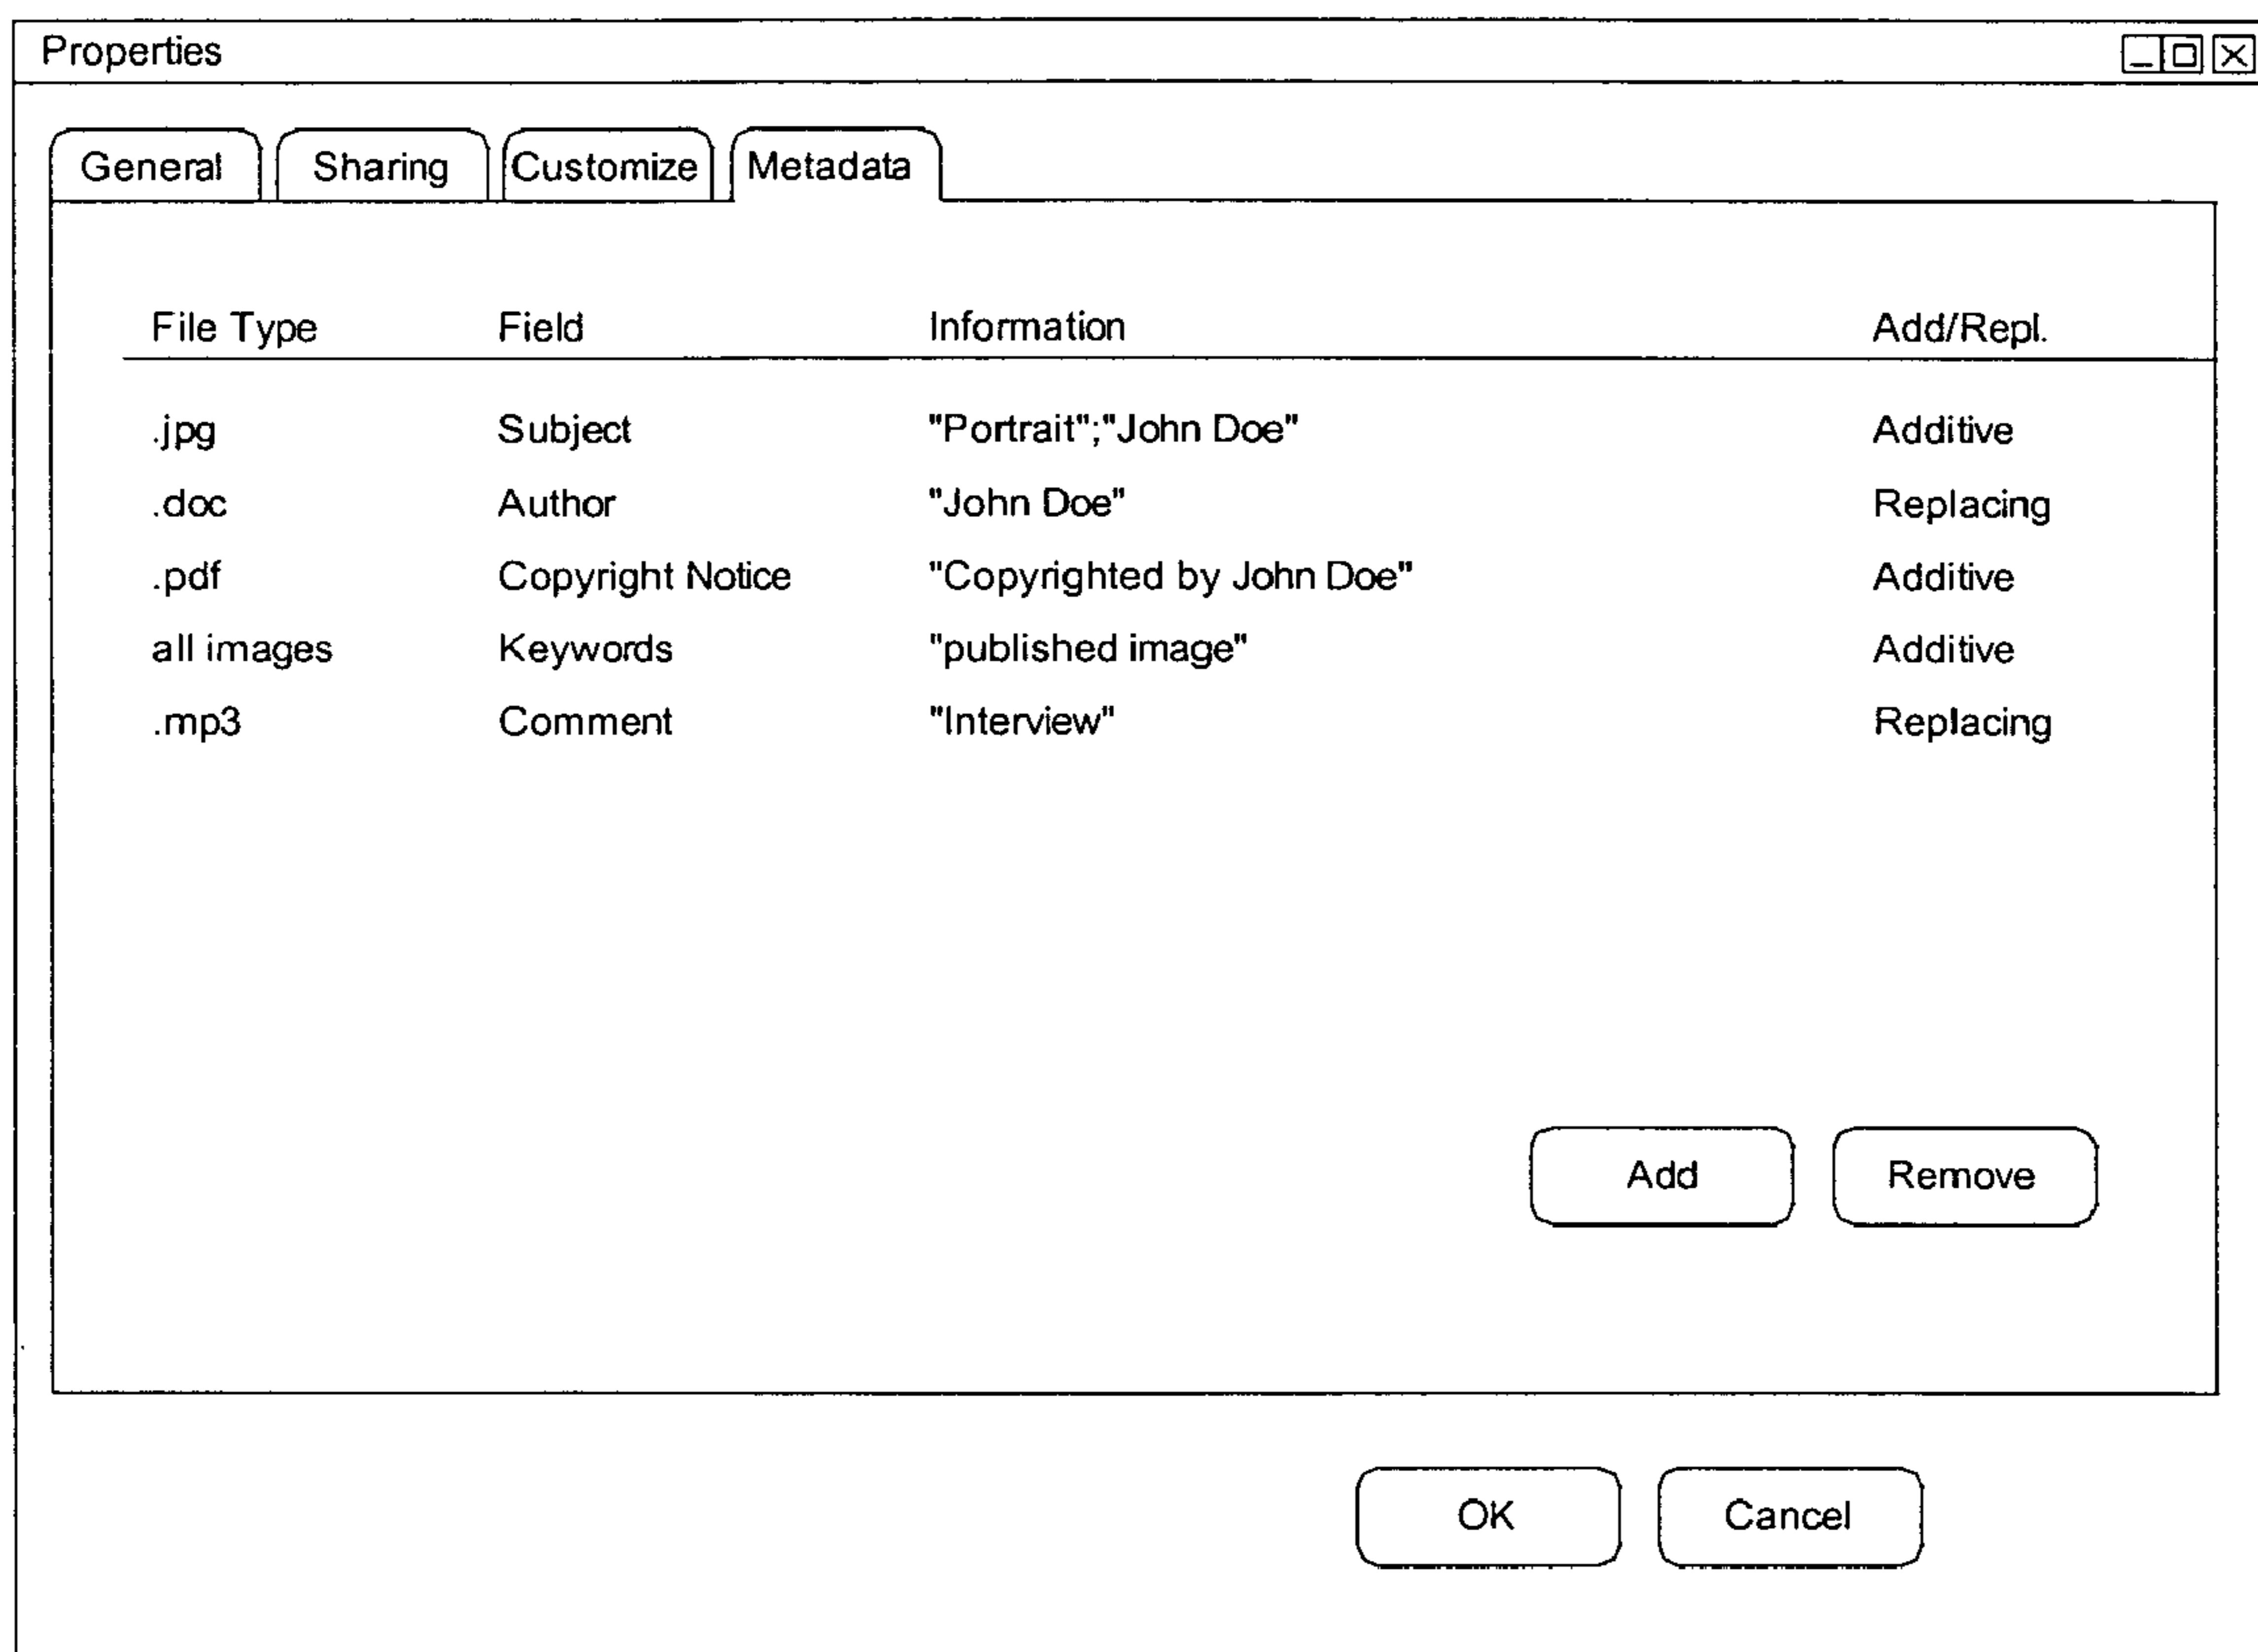 Properties
General Sharing Customize Metadata
File Type Field Information Add/Repl.
.jpg Subject "Portrait";"John Doe" Additive
.doc Author "John Doe" Replacing
.pdf Copyright Notice "Copyrighted by John Doe" Additive
all images Keywords "published image" Additive
.mp3 Comment "Interview" Replacing
Add Remove
OK Cancel